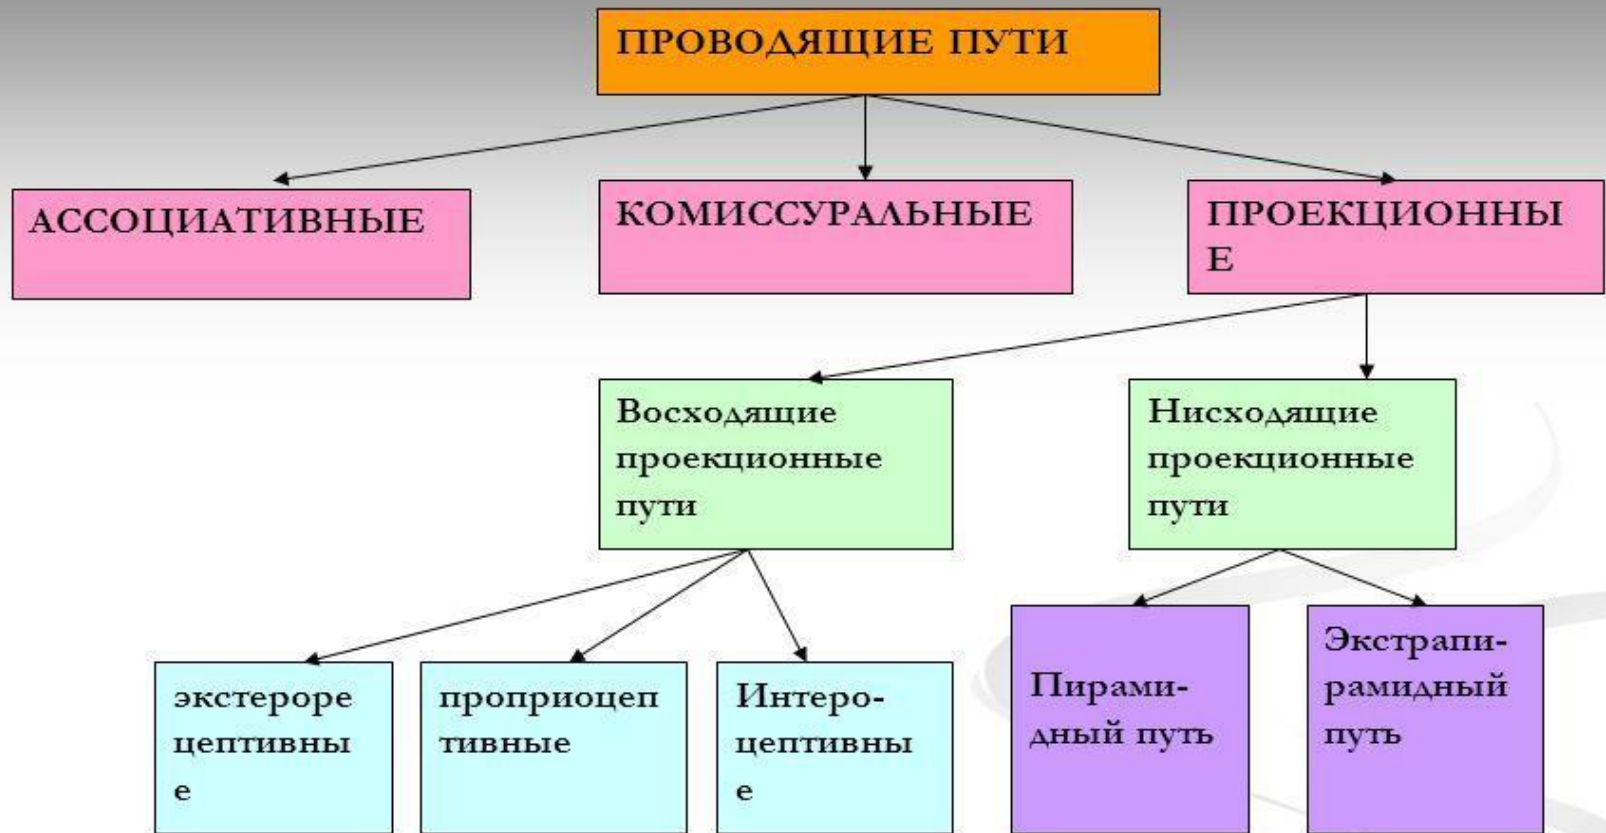 ПРОВОДЯЩИЕ ПУТИ
АССОЦИАТИВНЫЕ
КОМИССУРАЛЬНЫЕ
ПРОЕКЦИОННЫ
Е
Восходящие
проекционные
пути
Нисходящие
проекционные
пути
экстероре
цептивны
е
проприоцеп
тивные
Интеро-
цептивны
е
Пирами-
дный путь
Экстрапи-
рамидный
путь